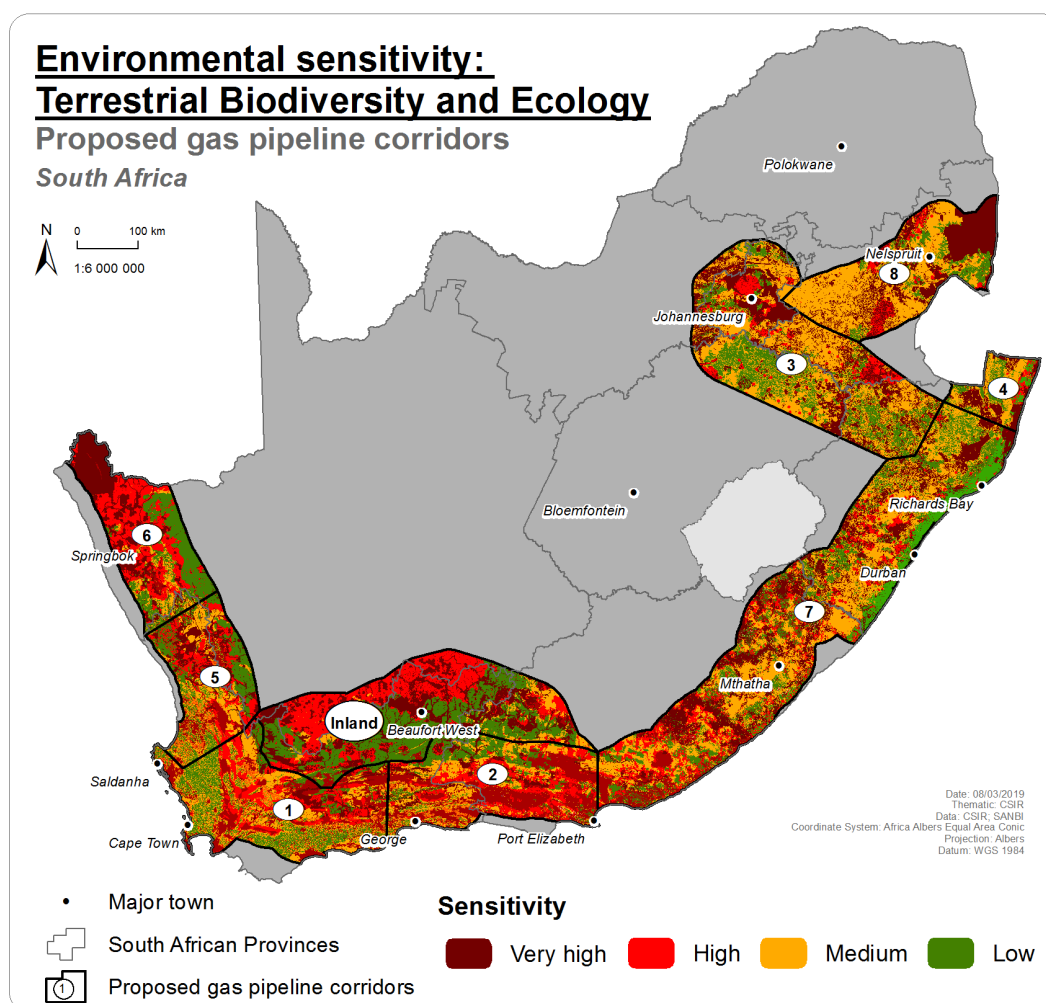 Environmental sensitivity:
Terrestrial Biodiversity and Ecology
Proposed gas pipeline corridors
South Africa
N
0 100 km
1:6 000 000
Polokwane
Nelspruit
8
Johannesburg
3
4
Bloemfontein
Richards Bay
6
Springbok
Durban
7
5
Mthatha
Inland
Beaufort West
2
Saldanha
1
Cape Town
George
Port Elizabeth
Date: 08/03/2019
Thematic: CSIR
Data: CSIR; SANBI
Coordinate System: Africa Albers Equal Area Conic
Projection: Albers
Datum: WGS 1984
Major town
South African Provinces
1
Proposed gas pipeline corridors
Sensitivity
Very high High Medium Low